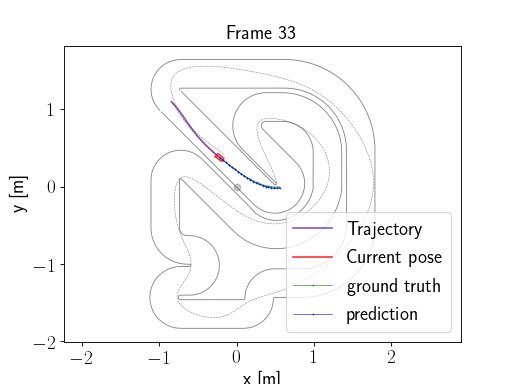 Frame 33
y [m]
1
0
−1
−2
−2
−1
0
1
2
x [m]
Trajectory
Current pose
ground truth
prediction